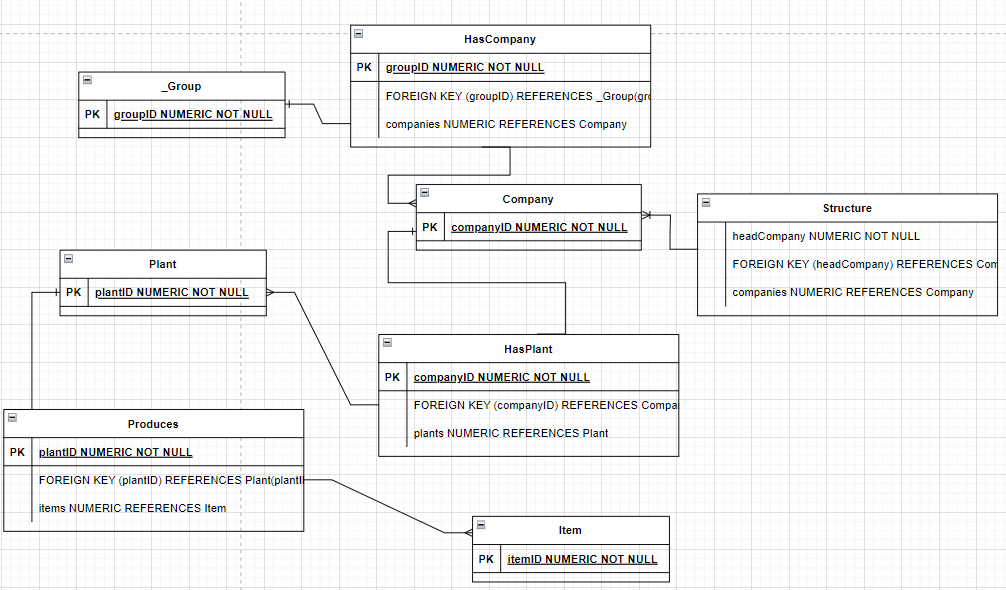 HasCompany
PK groupID NUMERIC NOT NULL
FOREIGN KEY (groupID) REFERENCES _Group(gro
companies NUMERIC REFERENCES Company
_Group
PK groupID NUMERIC NOT NULL
Company
PK companyID NUMERIC NOT NULL
Structure
headCompany NUMERIC NOT NULL
FOREIGN KEY (headCompany) REFERENCES Com
companies NUMERIC REFERENCES Company
Plant
PK plantID NUMERIC NOT NULL
HasPlant
PK companyID NUMERIC NOT NULL
FOREIGN KEY (companyID) REFERENCES Compa
plants NUMERIC REFERENCES Plant
Produces
PK plantID NUMERIC NOT NULL
FOREIGN KEY (plantID) REFERENCES Plant(plantI
items NUMERIC REFERENCES Item
Item
PK itemID NUMERIC NOT NULL